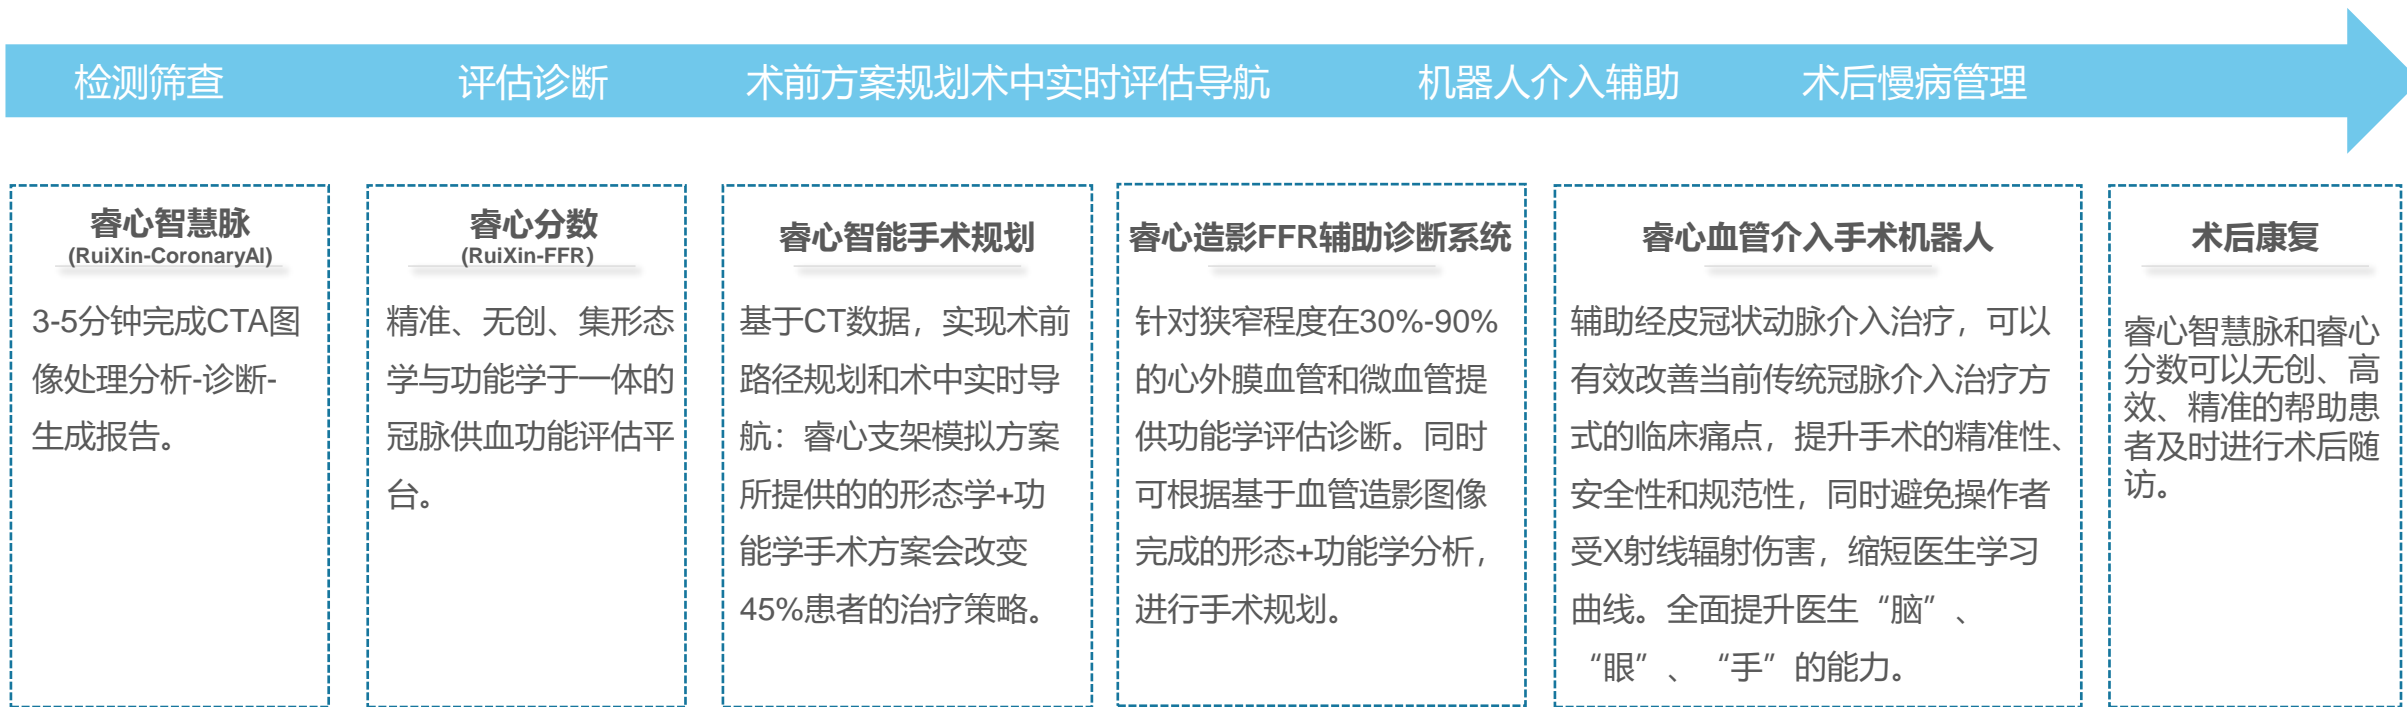 检测筛查 评估诊断 术前方案规划术中实时评估导航 机器人介入辅助 术后慢病管理
睿心智慧脉
(RuiXin-CoronaryAI)
3-5分钟完成CTA图
像处理分析-诊断-
生成报告。
睿心分数
(RuiXin-FFR)
精准、无创、集形态
学与功能学于一体的
冠脉供血功能评估平
台。
睿心智能手术规划
基于CT数据，实现术前
路径规划和术中实时导
航：睿心支架模拟方案
所提供的的形态学+功
能学手术方案会改变
45%患者的治疗策略。
睿心造影FFR辅助诊断系统
针对狭窄程度在30%-90%
的心外膜血管和微血管提
供功能学评估诊断。同时
可根据基于血管造影图像
完成的形态+功能学分析，
进行手术规划。
睿心血管介入手术机器人
辅助经皮冠状动脉介入治疗，可以
有效改善当前传统冠脉介入治疗方
式的临床痛点，提升手术的精准性、
安全性和规范性，同时避免操作者
受X射线辐射伤害，缩短医生学习
曲线。全面提升医生“脑”、
“眼”、“手”的能力。
术后康复
睿心智慧脉和睿心
分数可以无创、高
效、精准的帮助患
者及时进行术后随
访。